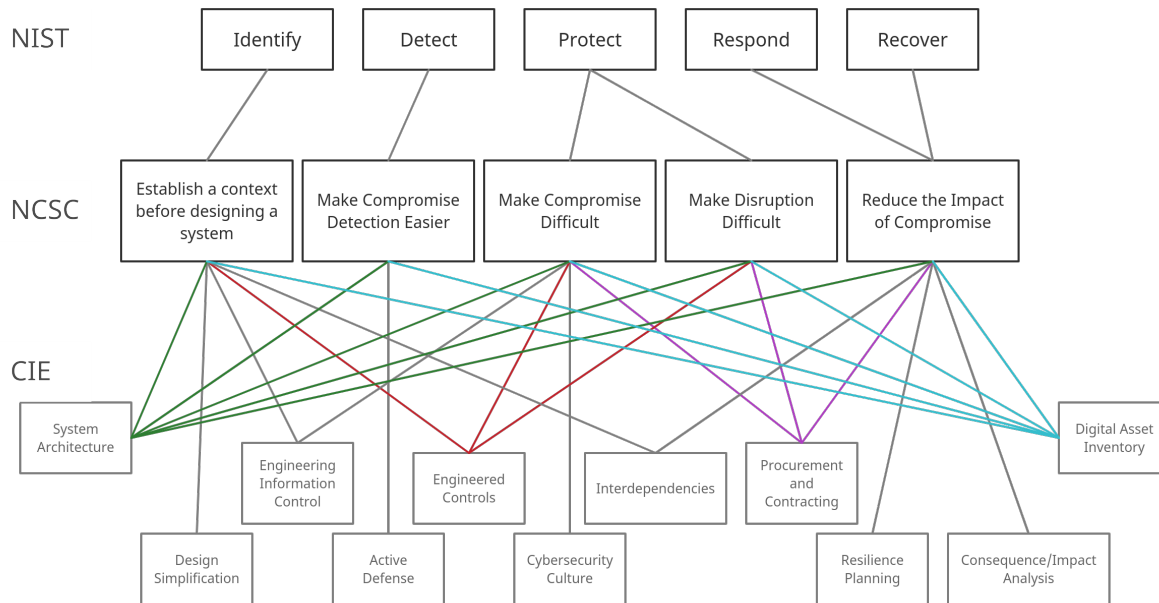 NIST
Identify
Detect
Protect
Respond
Recover
NCSC
Establish a context
before designing a
system
Make Compromise
Detection Easier
Make Compromise
Difficult
Make Disruption
Difficult
Reduce the Impact
of Compromise
CIE
System
Architecture
Engineering
Information
Control
Engineered
Controls
Interdependencies
Procurement
and
Contracting
Digital Asset
Inventory
Design
Simplification
Active
Defense
Cybersecurity
Culture
Resilience
Planning
Consequence/Impact
Analysis